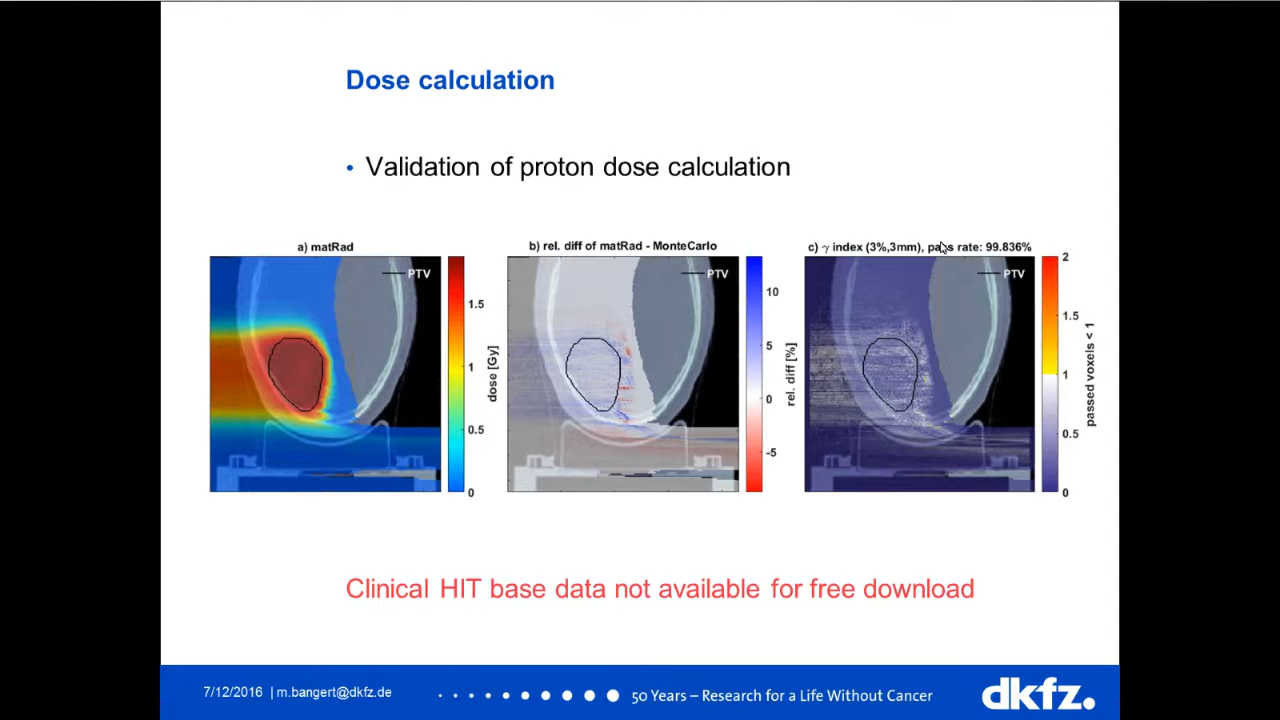 Dose calculation
• Validation of proton dose calculation
a) matRad
PTV
1.5
1
0.5
0
dose [Gy]
b) rel. diff of matRad - MonteCarlo
PTV
10
5
0
-5
rel. diff [%]
c) γ index (3%,3mm), pass rate: 99.836%
PTV
2
1.5
1
0.5
0
passed voxels < 1
Clinical HIT base data not available for free download
7/12/2016 | m.bangert@dkfz.de
50 Years – Research for a Life Without Cancer
dkfz.